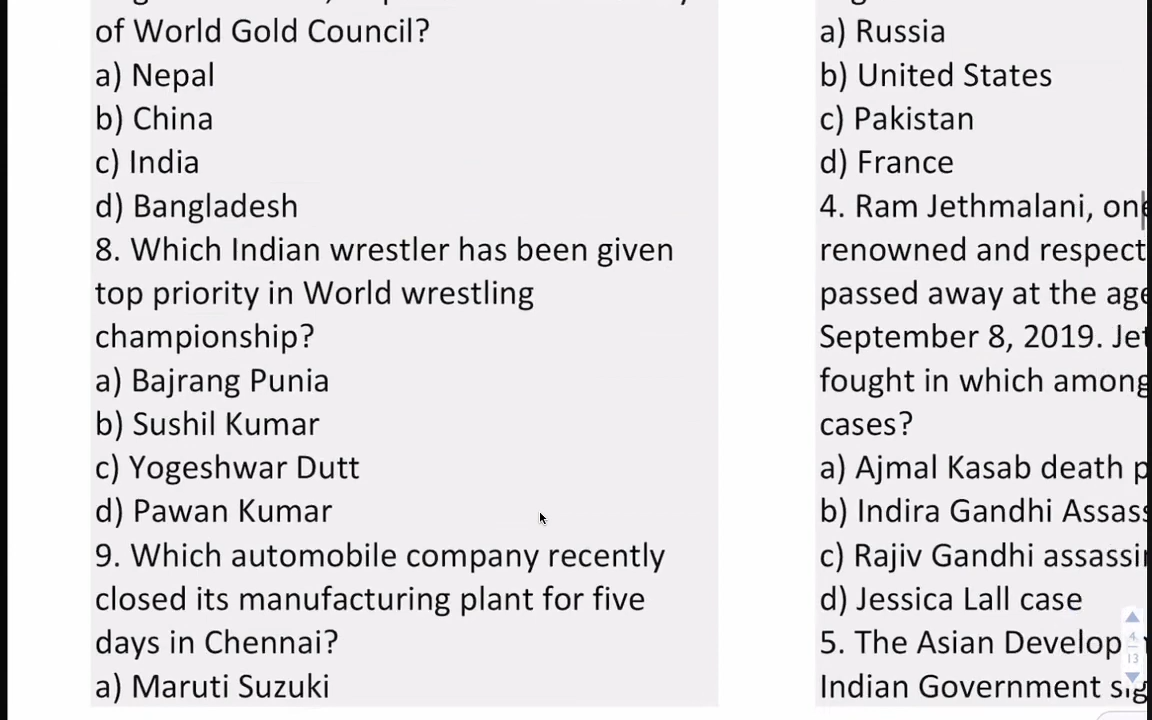 of World Gold Council?
a) Nepal
b) China
c) India
d) Bangladesh
8. Which Indian wrestler has been given
top priority in World wrestling
championship?
a) Bajrang Punia
b) Sushil Kumar
c) Yogeshwar Dutt
d) Pawan Kumar
9. Which automobile company recently
closed its manufacturing plant for five
days in Chennai?
a) Maruti Suzuki
a) Russia
b) United States
c) Pakistan
d) France
4. Ram Jethmalani,
renowned and
passed away at the
September 8, 2019.
fought in which
cases?
a) Ajmal Kasab death
b) Indira Gandhi
c) Rajiv Gandhi
d) Jessica Lall case
5. The Asian
Indian Government
4
13